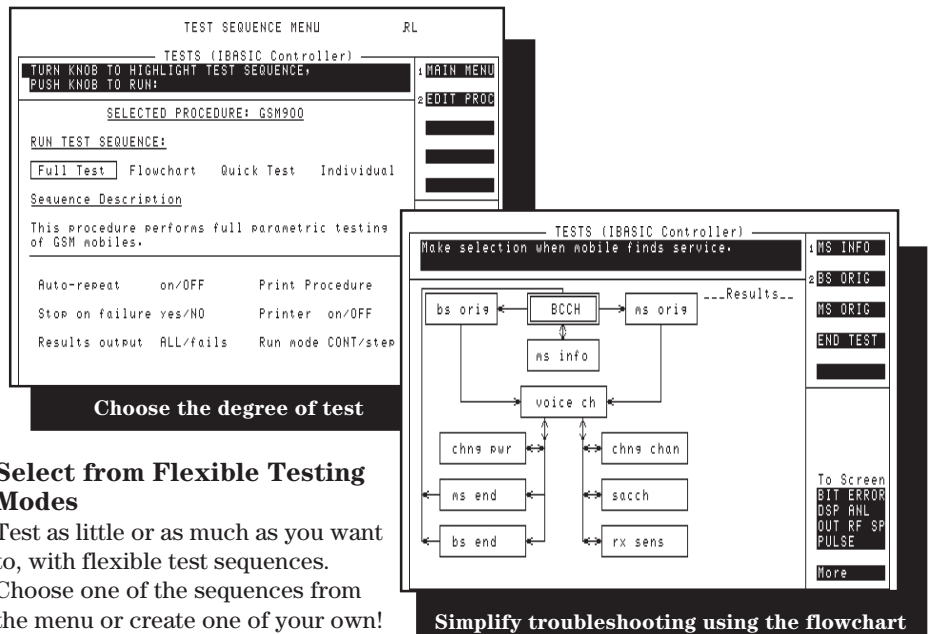 TEST SEQUENCE MENU RL
TESTS (IBASIC Controller)
TURN KNOB TO HIGHLIGHT TEST SEQUENCE,
PUSH KNOB TO RUN:
1 MAIN MENU
2 EDIT PROC
SELECTED PROCEDURE: GSM900
RUN TEST SEQUENCE:
Full Test Flowchart Quick Test Individual
Sequence Description
This procedure performs full parametric testing
of GSM mobiles.
Auto-repeat on/OFF Print Procedure
Stop on failure yes/NO Printer on/OFF
Results output ALL/fails Run mode CONT/step
Choose the degree of test
TESTS (IBASIC Controller)
Make selection when mobile finds service.
1 MS INFO
2 BS ORIG
MS ORIG
END TEST
___Results__
bs orig BCCH ms orig
ms info
voice ch
chng pwr chng chan
ms end sacch
bs end rx sens
To Screen
BIT ERROR
DSP ANL
OUT RF SP
PULSE
More
Simplify troubleshooting using the flowchart
Select from Flexible Testing
Modes
Test as little or as much as you want
to, with flexible test sequences.
Choose one of the sequences from
the menu or create one of your own!